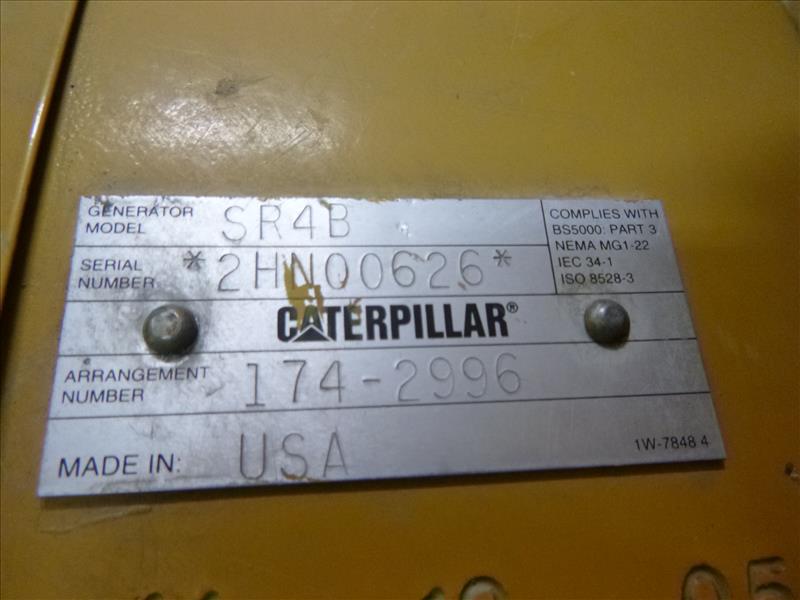 GENERATOR MODEL SR4B
COMPLIES WITH
BS5000: PART 3
NEMA MG1-22
IEC 34-1
ISO 8528-3
SERIAL NUMBER *2HN00626*
CATERPILLAR®
ARRANGEMENT NUMBER 174-2996
MADE IN: USA
1W-7848 4